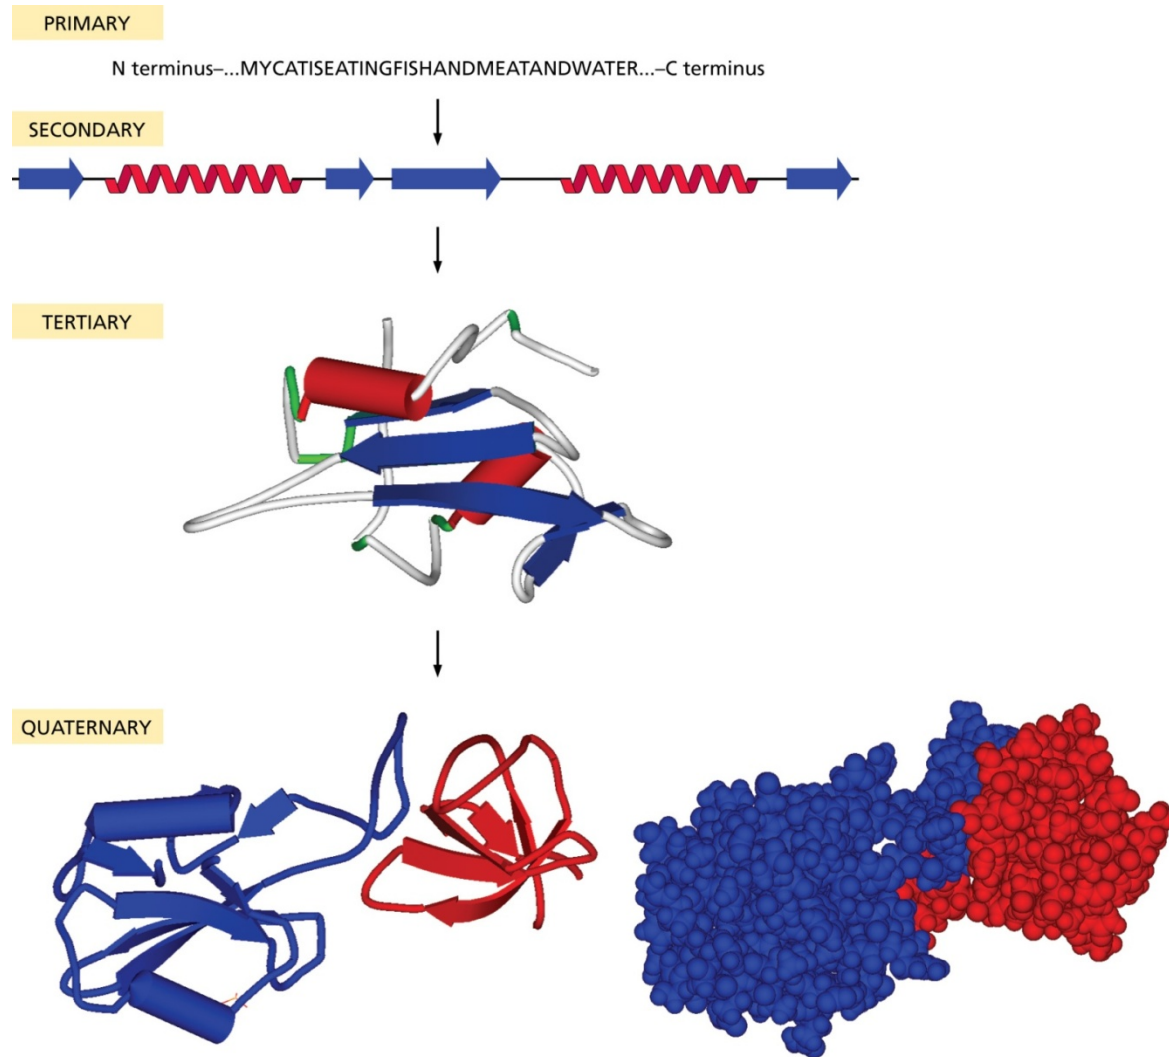 PRIMARY
N terminus–...MYCATISEATINGFISHANDMEATANDWATER...–C terminus
SECONDARY
TERTIARY
QUATERNARY